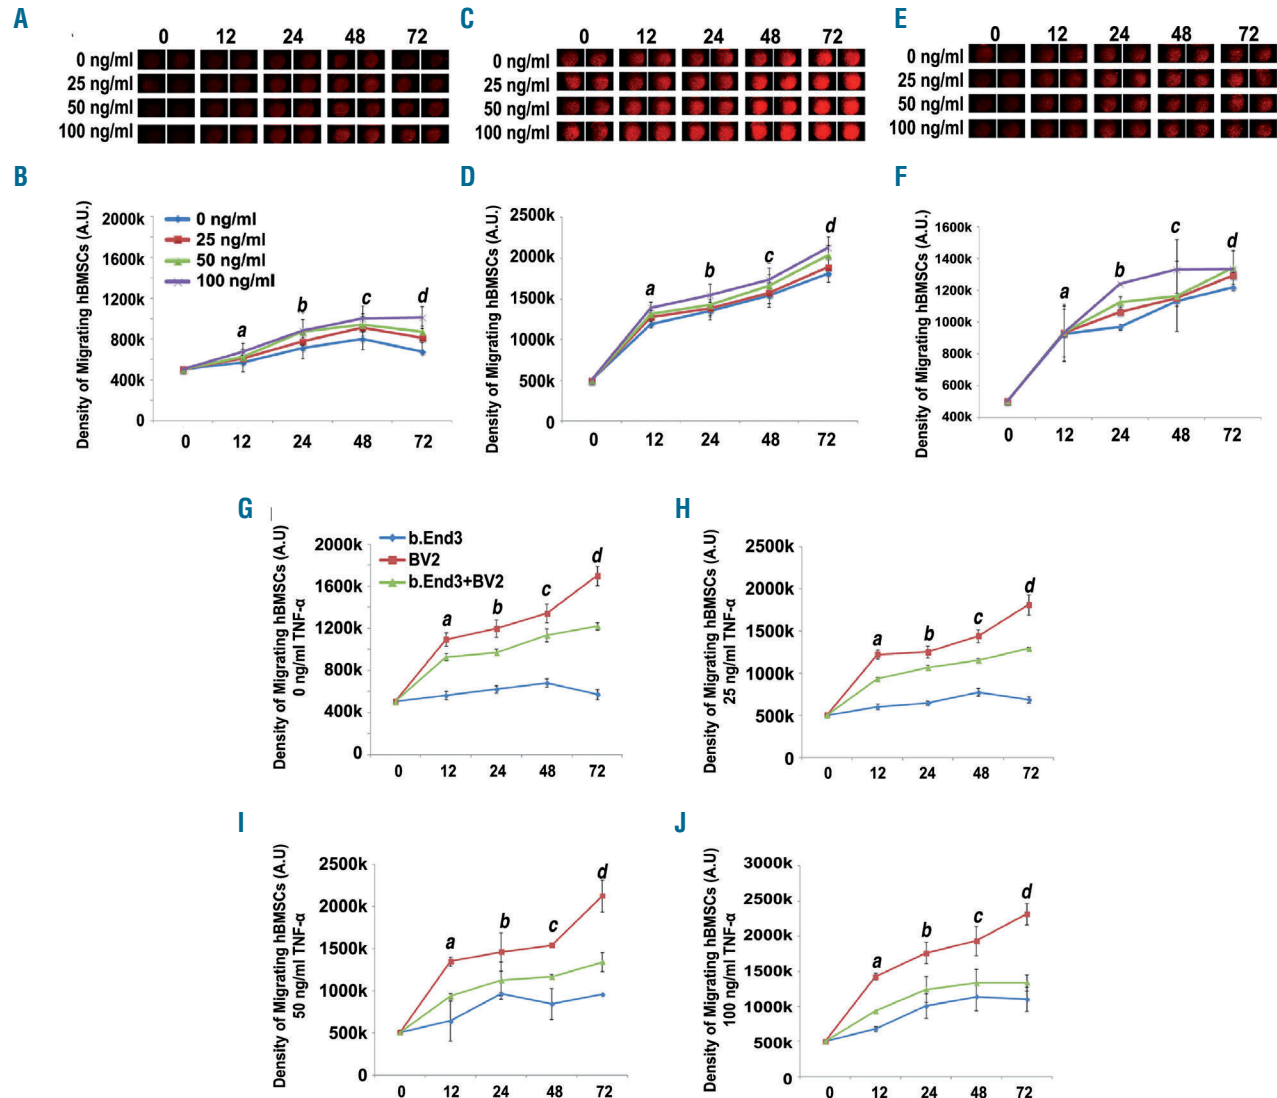 A
0 12 24 48 72
0 ng/ml
25 ng/ml
50 ng/ml
100 ng/ml
C
0 12 24 48 72
0 ng/ml
25 ng/ml
50 ng/ml
100 ng/ml
E
0 12 24 48 72
0 ng/ml
25 ng/ml
50 ng/ml
100 ng/ml
B
Density of Migrating hBMSCs (A.U.)
2000k
1600k
1200k
800k
400k
0
0 ng/ml
25 ng/ml
50 ng/ml
100 ng/ml
a b c d
0 12 24 48 72
D
Density of Migrating hBMSCs (A.U.)
2500k
2000k
1500k
1000k
500k
0
a b c d
0 12 24 48 72
F
Density of Migrating hBMSCs (A.U.)
1600k
1400k
1200k
1000k
800k
600k
400k
a b c d
0 12 24 48 72
G
Density of Migrating hBMSCs (A.U)
0 ng/ml TNF-α
2000k
1600k
1200k
800k
400k
0
b.End3
BV2
b.End3+BV2
a b c d
0 12 24 48 72
H
Density of Migrating hBMSCs (A.U)
25 ng/ml TNF-α
2500k
2000k
1500k
1000k
500k
0
a b c d
0 12 24 48 72
I
Density of Migrating hBMSCs (A.U)
50 ng/ml TNF-α
2500k
2000k
1500k
1000k
500k
0
a b c d
0 12 24 48 72
J
Density of Migrating hBMSCs (A.U)
100 ng/ml TNF-α
3000k
2500k
2000k
1500k
1000k
500k
0
a b c d
0 12 24 48 72